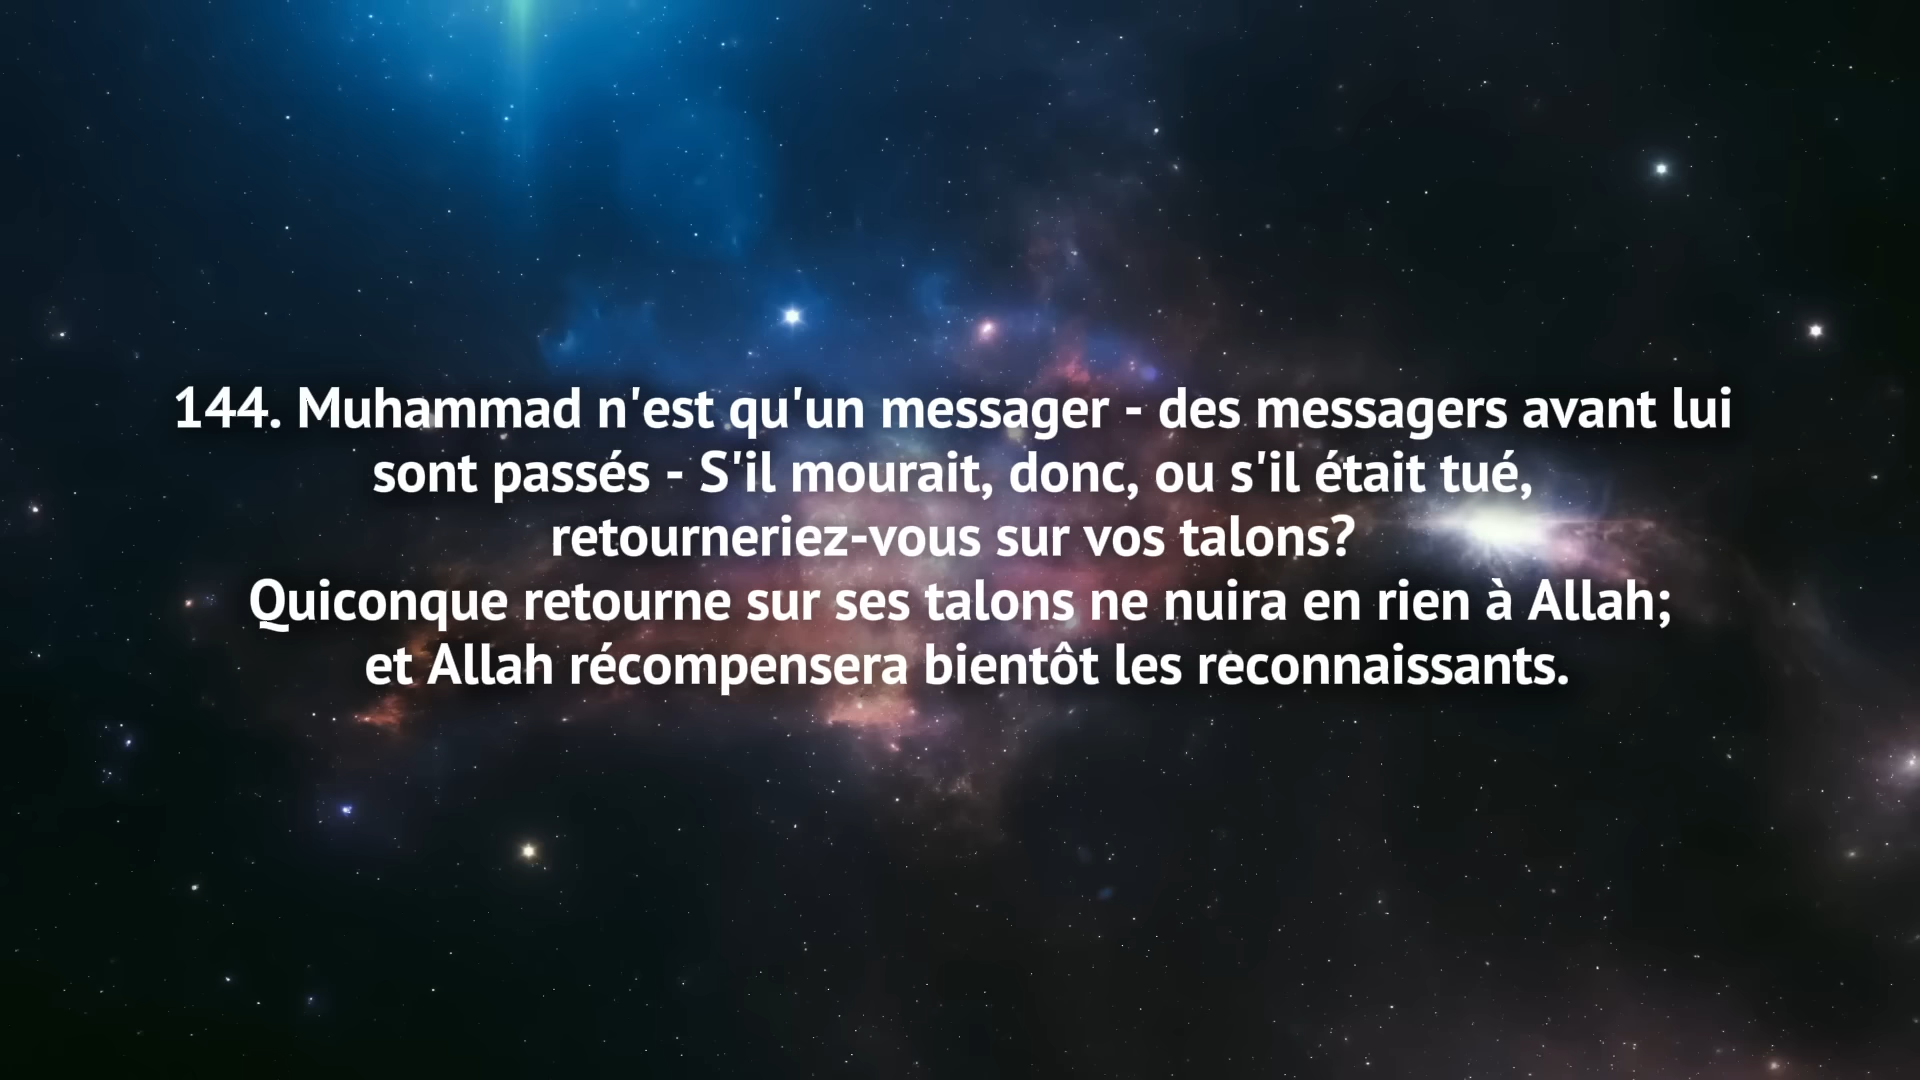 144. Muhammad n'est qu'un messager - des messagers avant lui
sont passés - S'il mourait, donc, ou s'il était tué,
retourneriez-vous sur vos talons?
Quiconque retourne sur ses talons ne nuira en rien à Allah;
et Allah récompensera bientôt les reconnaissants.